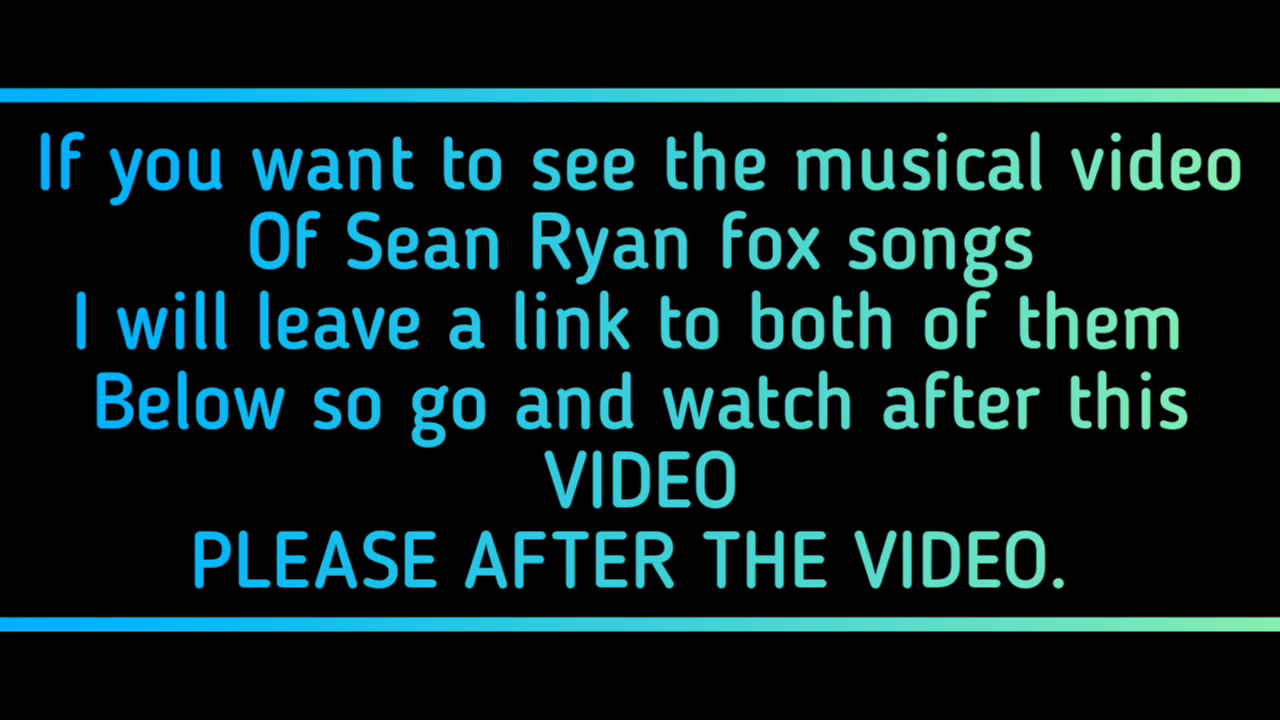 If you want to see the musical video
Of Sean Ryan fox songs
I will leave a link to both of them
Below so go and watch after this
VIDEO
PLEASE AFTER THE VIDEO.